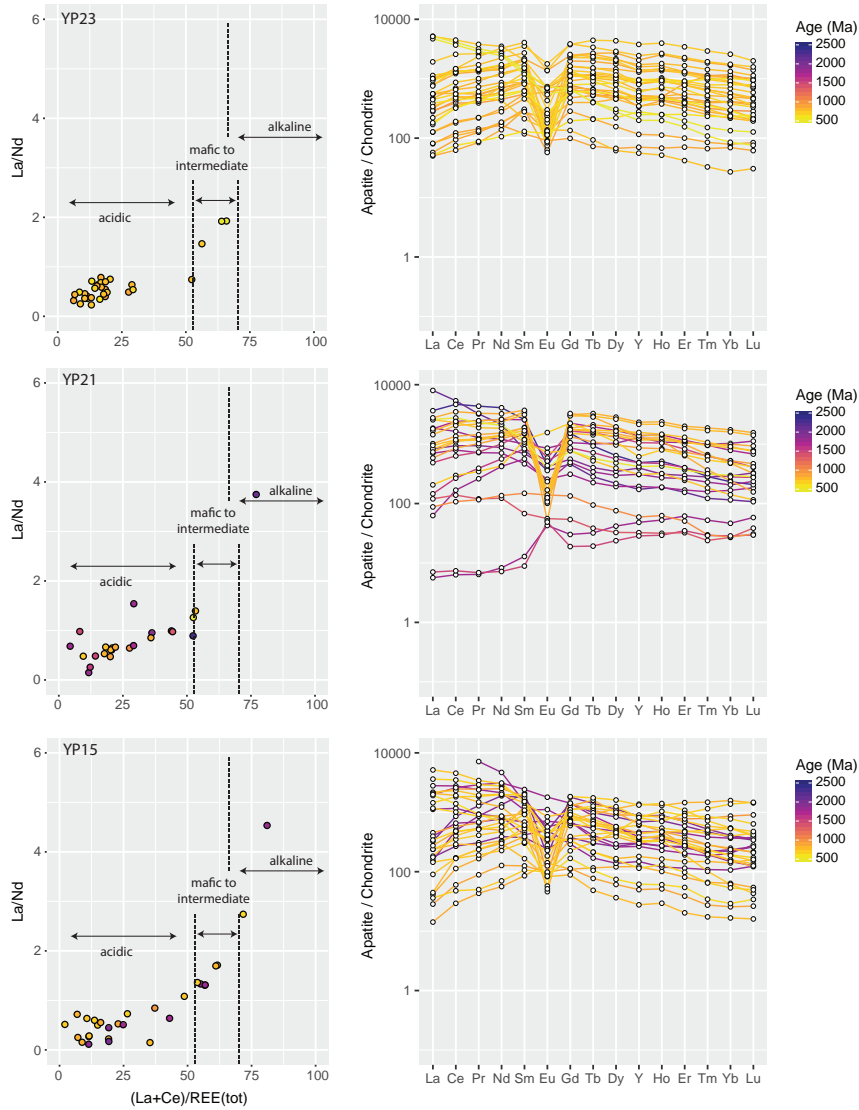 YP23
La/Nd
6
4
2
0
alkaline
mafic to
intermediate
acidic
0 25 50 75 100
Apatite / Chondrite
10000
100
1
La Ce Pr Nd Sm Eu Gd Tb Dy Y Ho Er Tm Yb Lu
Age (Ma)
2500
2000
1500
1000
500
YP21
La/Nd
6
4
2
0
alkaline
mafic to
intermediate
acidic
0 25 50 75 100
Apatite / Chondrite
10000
100
1
La Ce Pr Nd Sm Eu Gd Tb Dy Y Ho Er Tm Yb Lu
Age (Ma)
2500
2000
1500
1000
500
YP15
La/Nd
6
4
2
0
alkaline
mafic to
intermediate
acidic
0 25 50 75 100
(La+Ce)/REE(tot)
Apatite / Chondrite
10000
100
1
La Ce Pr Nd Sm Eu Gd Tb Dy Y Ho Er Tm Yb Lu
Age (Ma)
2500
2000
1500
1000
500